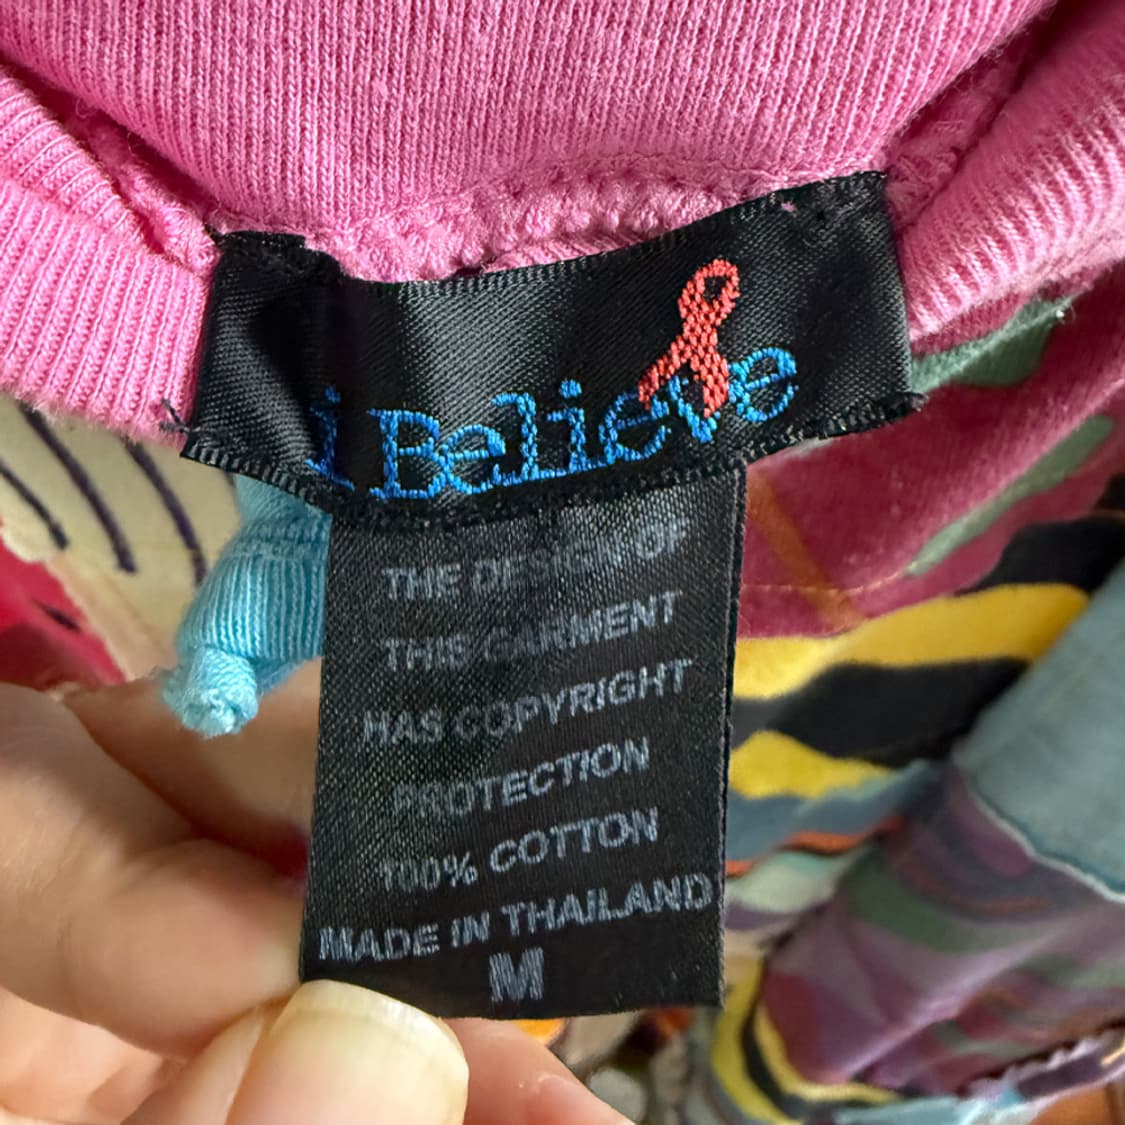 i Believe
THE DESIGN OF
THIS GARMENT
HAS COPYRIGHT
PROTECTION
100% COTTON
MADE IN THAILAND
M